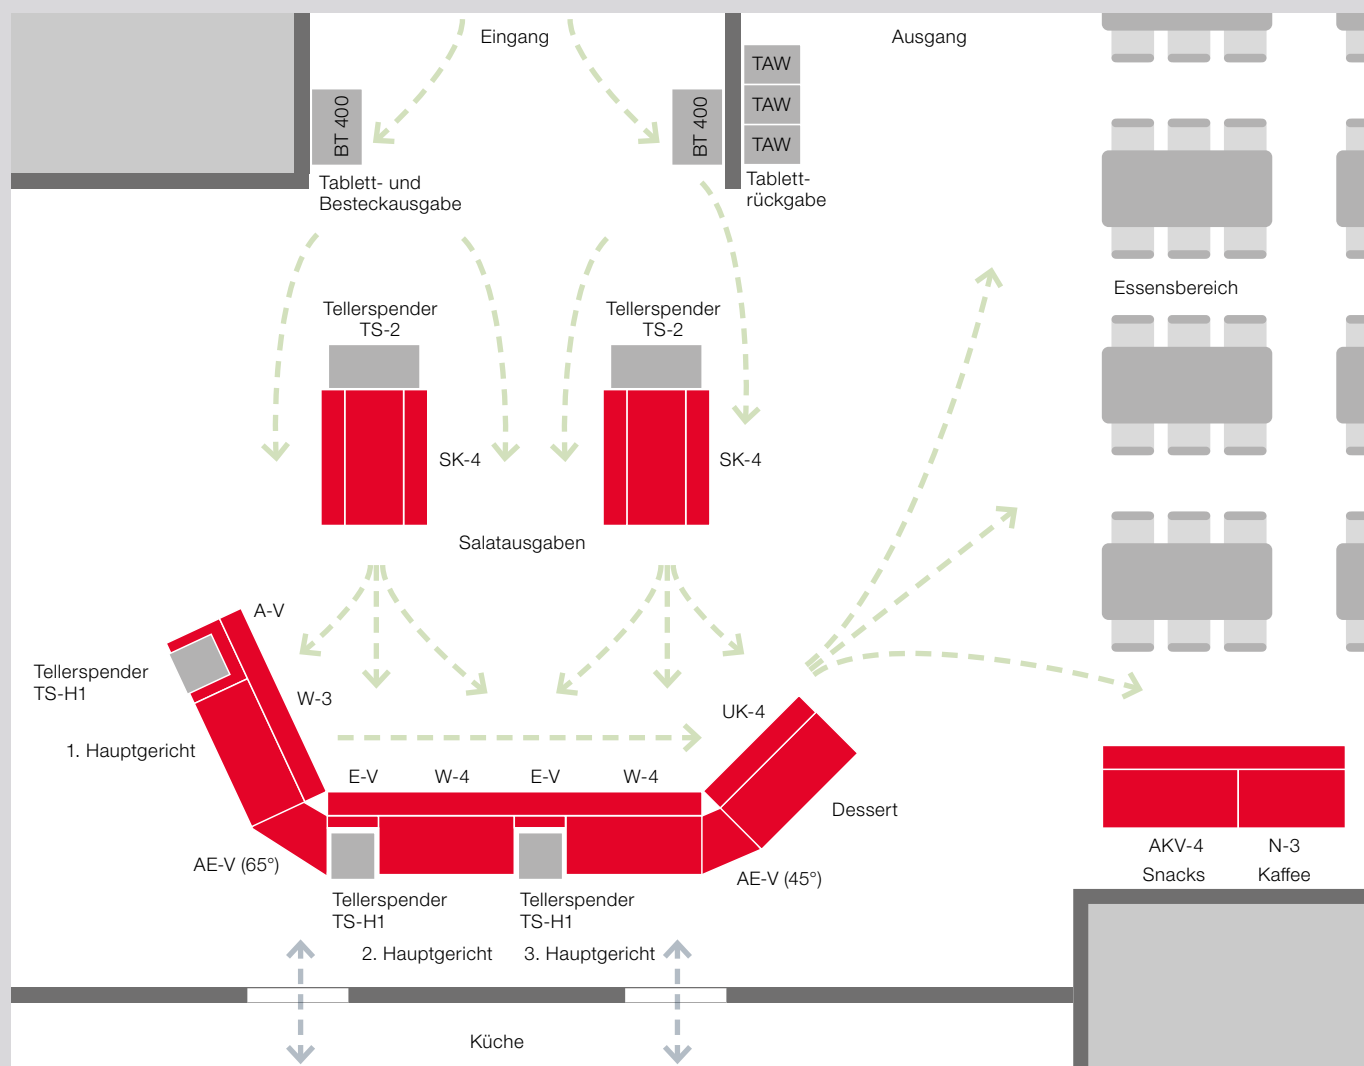 Eingang
Ausgang
TAW
TAW
TAW
BT 400
BT 400
Tablett- und
Besteckausgabe
Tablett-
rückgabe
Essensbereich
Tellerspender
TS-2
Tellerspender
TS-2
SK-4
SK-4
Salatausgaben
A-V
Tellerspender
TS-H1
W-3
UK-4
1. Hauptgericht
E-V
W-4
E-V
W-4
Dessert
AE-V (65°)
AE-V (45°)
AKV-4
Snacks
N-3
Kaffee
Tellerspender
TS-H1
Tellerspender
TS-H1
2. Hauptgericht
3. Hauptgericht
Küche